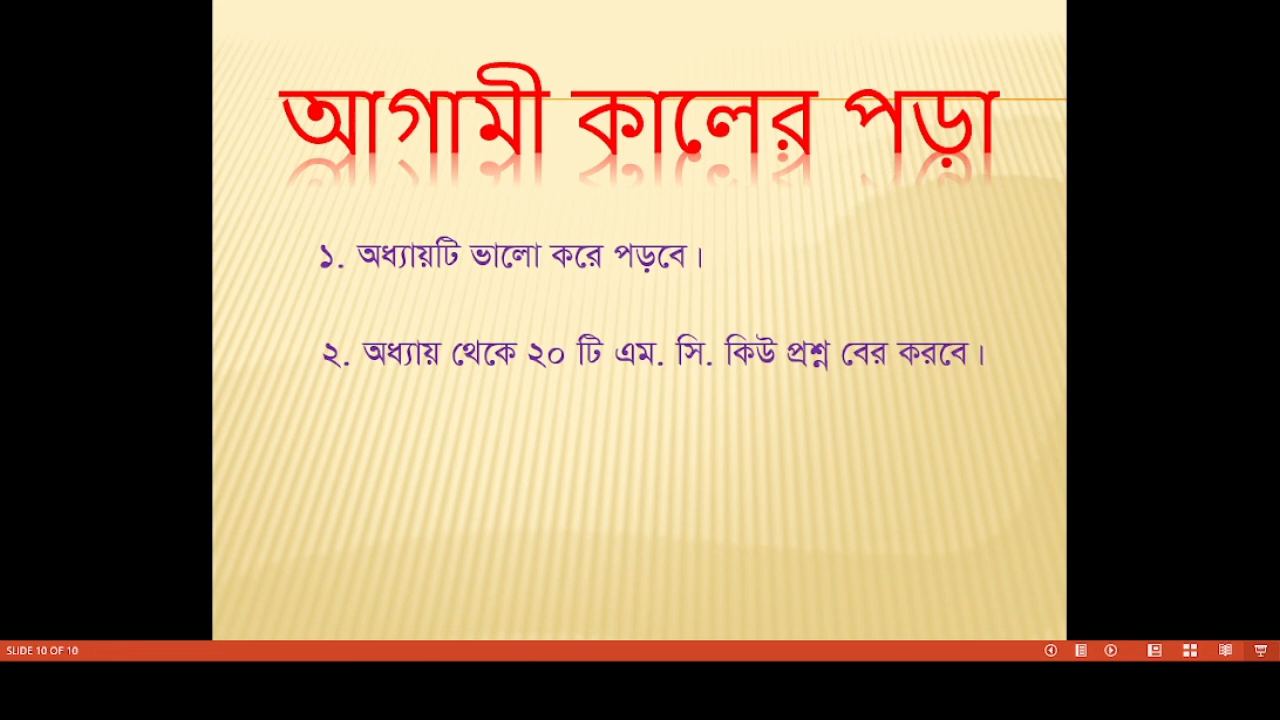 আগামী কালের পড়া
১. অধ্যায়টি ভালো করে পড়বে।
২. অধ্যায় থেকে ২০ টি এম. সি. কিউ প্রশ্ন বের করবে।
SLIDE 10 OF 10